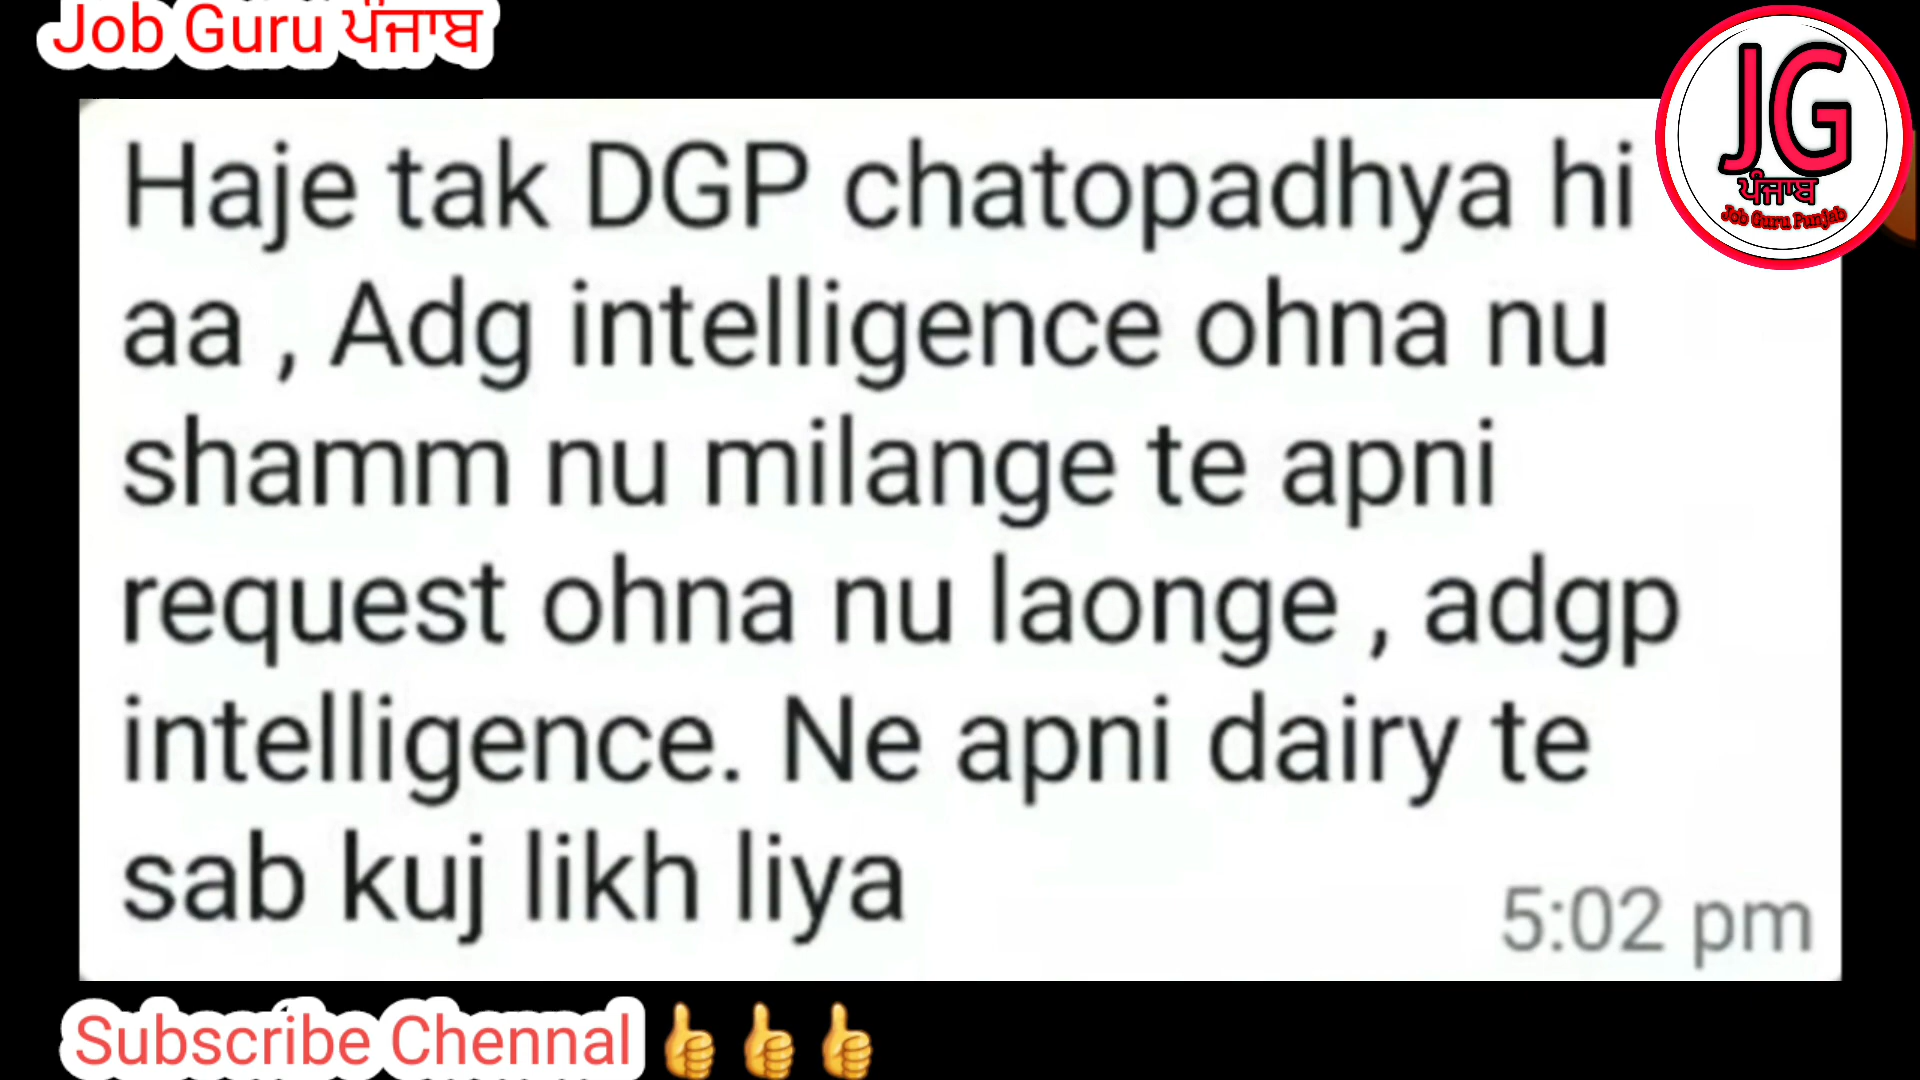 Job Guru ਪੰਜਾਬ
JG
ਪੰਜਾਬ
Job Guru Punjab
Haje tak DGP chatopadhya hi
aa , Adg intelligence ohna nu
shamm nu milange te apni
request ohna nu laonge , adgp
intelligence. Ne apni dairy te
sab kuj likh liya
5:02 pm
Subscribe Chennal 👍👍👍